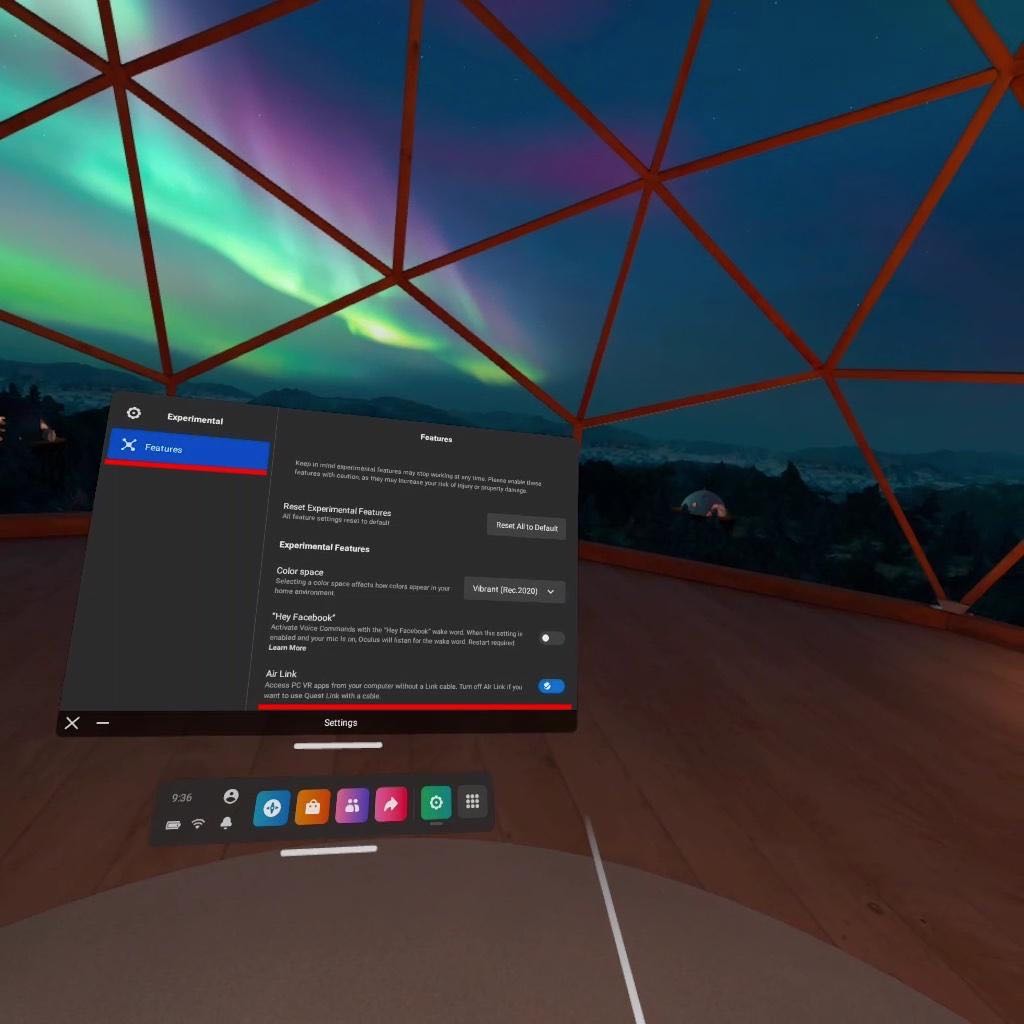 Experimental
Features
Features
Keep in mind experimental features may stop working at any time. Please enable these
features with caution, as they may increase your risk of injury or property damage.
Reset Experimental Features
All feature settings reset to default
Reset All to Default
Experimental Features
Color space
Selecting a color space affects how colors appear in your
home environment.
Vibrant (Rec.2020)
"Hey Facebook"
Activate Voice Commands with the "Hey Facebook" wake word. When this setting is
enabled and your mic is on, Oculus will listen for the wake word. Restart required.
Learn More
Air Link
Access PC VR apps from your computer without a Link cable. Turn off Air Link if you
want to use Quest Link with a cable.
Settings
9:36